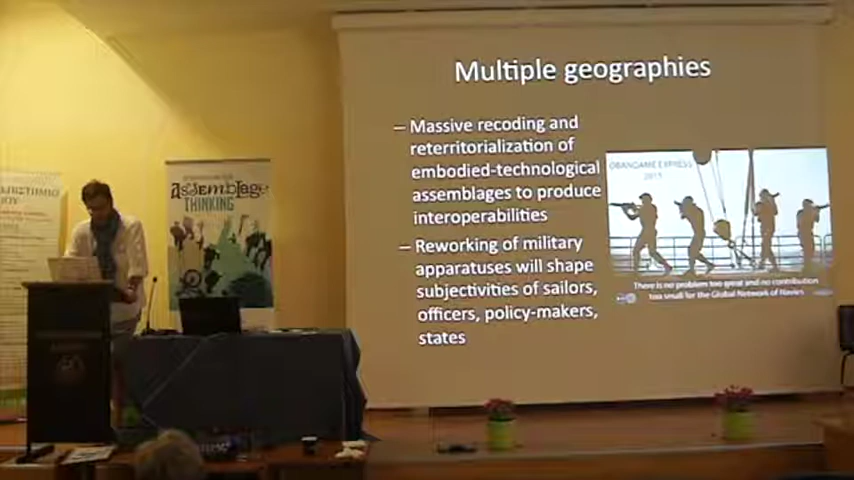 Multiple geographies
– Massive recoding and
reterritorialization of
embodied-technological
assemblages to produce
interoperabilities
– Reworking of military
apparatuses will shape
subjectivities of sailors,
officers, policy-makers,
states
OBANGAME EXPRESS
2015
There is no problem too great and no contribution
too small for the Global Network of Navies
Assemblage
THINKING